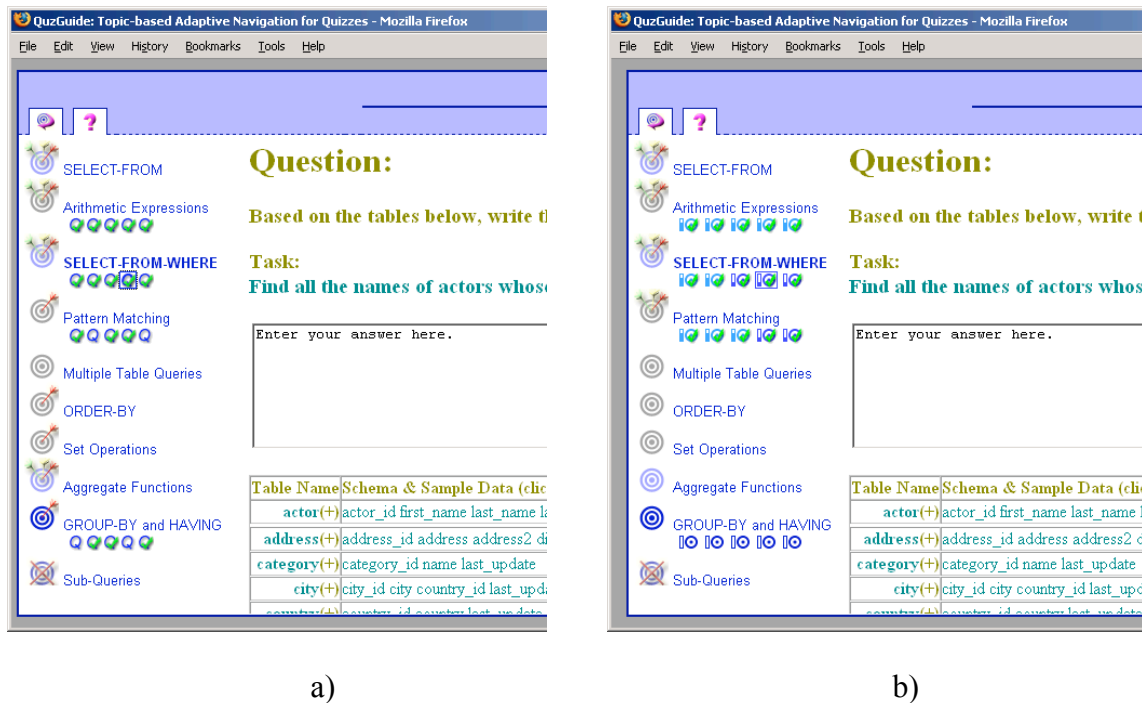 QuzGuide: Topic-based Adaptive Navigation for Quizzes - Mozilla Firefox
File Edit View History Bookmarks Tools Help
?
SELECT-FROM
Arithmetic Expressions
Q Q Q Q Q
SELECT-FROM-WHERE
Q Q Q Q Q
Pattern Matching
Q Q Q Q Q
Multiple Table Queries
ORDER-BY
Set Operations
Aggregate Functions
GROUP-BY and HAVING
Q Q Q Q Q
Sub-Queries
Question:
Based on the tables below, write
Task:
Find all the names of actors whose
Enter your answer here.
Table Name Schema & Sample Data
actor(+) actor_id first_name last_name
address(+) address_id address address2
category(+) category_id name last_update
city(+) city_id city country_id
country(+) country_id country last_update
a)
QuzGuide: Topic-based Adaptive Navigation for Quizzes - Mozilla Firefox
File Edit View History Bookmarks Tools Help
?
SELECT-FROM
Arithmetic Expressions
SELECT-FROM-WHERE
Pattern Matching
Multiple Table Queries
ORDER-BY
Set Operations
Aggregate Functions
GROUP-BY and HAVING
Sub-Queries
Question:
Based on the tables below, write
Task:
Find all the names of actors whos
Enter your answer here.
Table Name Schema & Sample Data
actor(+) actor_id first_name last_name
address(+) address_id address address2
category(+) category_id name last_update
city(+) city_id city country_id
country(+) country_id country last_update
b)